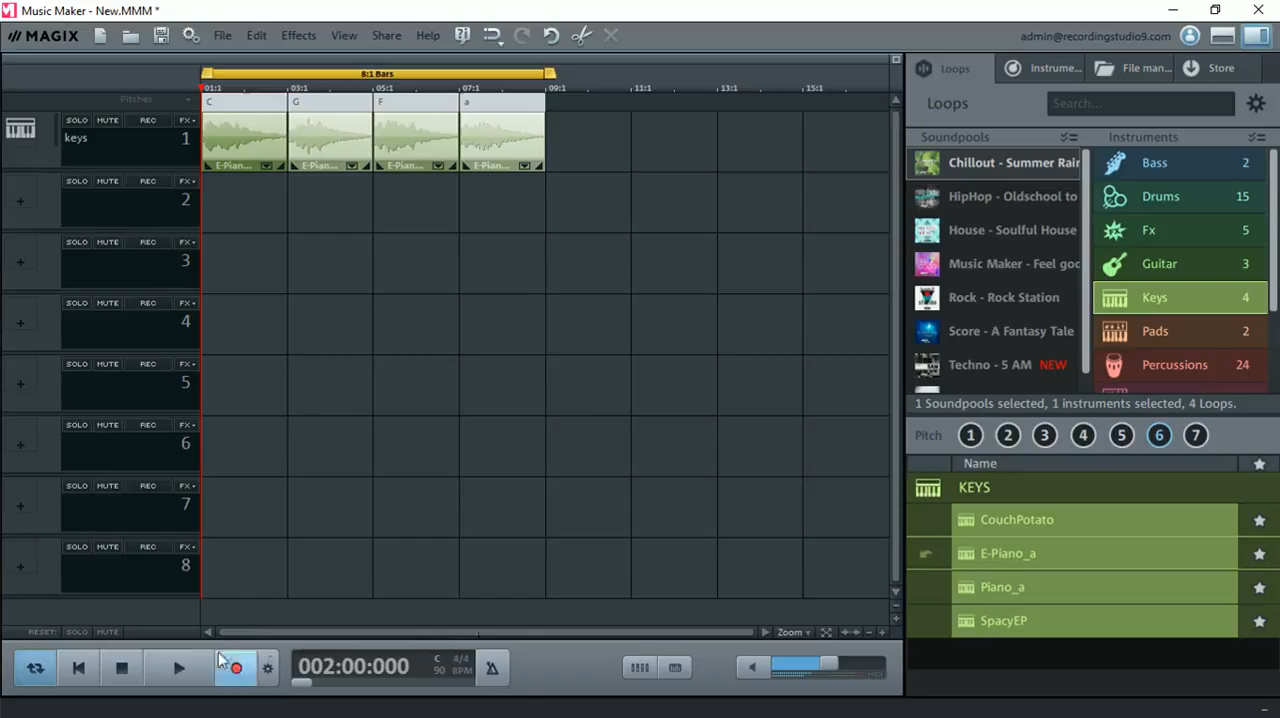 Music Maker - New.MMM *
MAGIX File Edit Effects View Share Help admin@recordingstudio9.com
8:1 Bars
01:1 03:1 05:1 07:1 09:1 11:1 13:1 15:1
Pitches C G F a
SOLO MUTE REC FX
keys 1
E-Pian... E-Pian... E-Pian... E-Pian...
SOLO MUTE REC FX
2
SOLO MUTE REC FX
3
SOLO MUTE REC FX
4
SOLO MUTE REC FX
5
SOLO MUTE REC FX
6
SOLO MUTE REC FX
7
SOLO MUTE REC FX
8
RESET: SOLO MUTE Zoom
002:00:000 C 4/4
90 BPM
MIDI
Loops Instrume... File man... Store
Loops Search...
Soundpools Instruments
Chillout - Summer Rain Bass 2
HipHop - Oldschool to Drums 15
House - Soulful House Fx 5
Music Maker - Feel goo Guitar 3
Rock - Rock Station Keys 4
Score - A Fantasy Tale Pads 2
Techno - 5 AM NEW Percussions 24
1 Soundpools selected, 1 instruments selected, 4 Loops.
Pitch 1 2 3 4 5 6 7
Name
KEYS
CouchPotato
E-Piano_a
Piano_a
SpacyEP